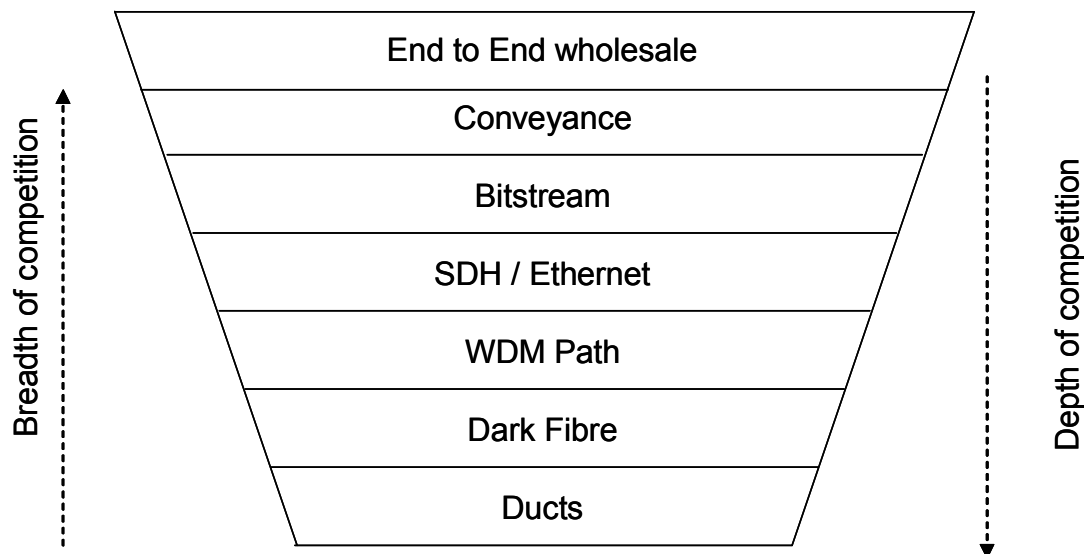 End to End wholesale
Conveyance
Bitstream
SDH / Ethernet
WDM Path
Dark Fibre
Ducts
Breadth of competition
Depth of competition